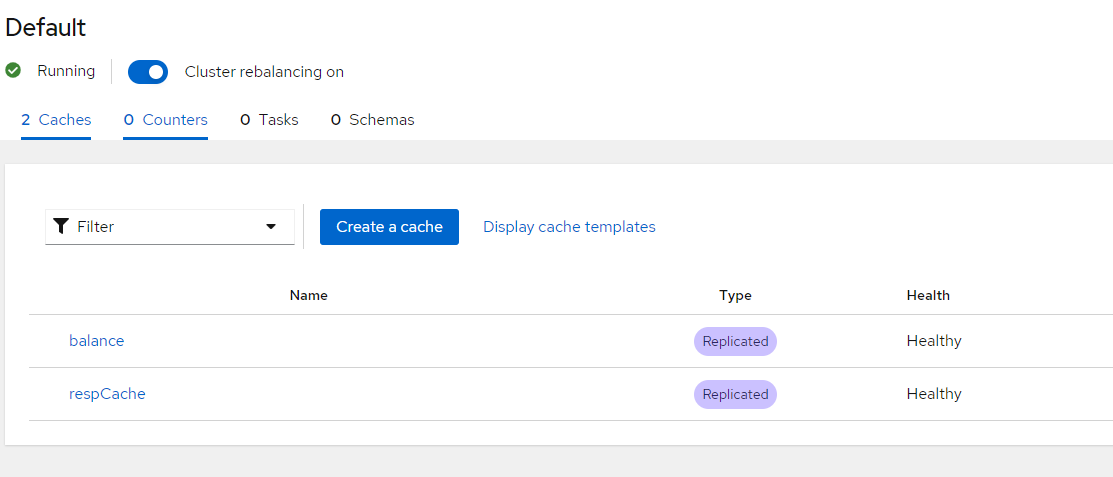 Default
Running Cluster rebalancing on
2 Caches 0 Counters 0 Tasks 0 Schemas
Filter Create a cache Display cache templates
Name Type Health
balance Replicated Healthy
respCache Replicated Healthy